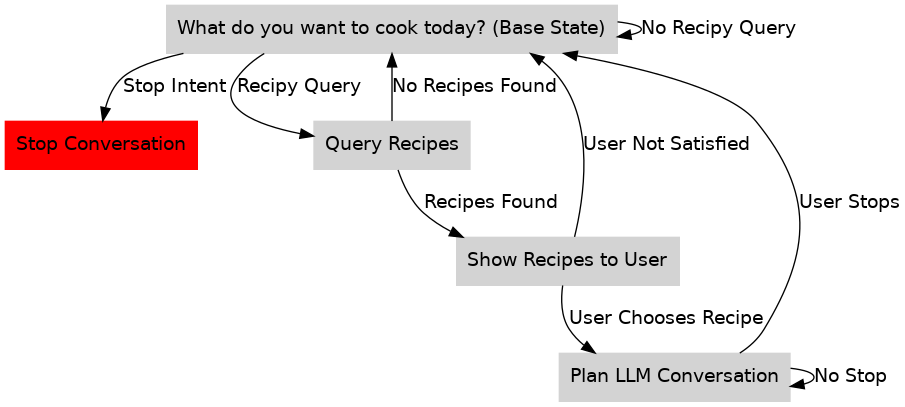 What do you want to cook today? (Base State)
No Recipy Query
Stop Intent
Recipy Query
No Recipes Found
Stop Conversation
Query Recipes
User Not Satisfied
Recipes Found
User Stops
Show Recipes to User
User Chooses Recipe
Plan LLM Conversation
No Stop